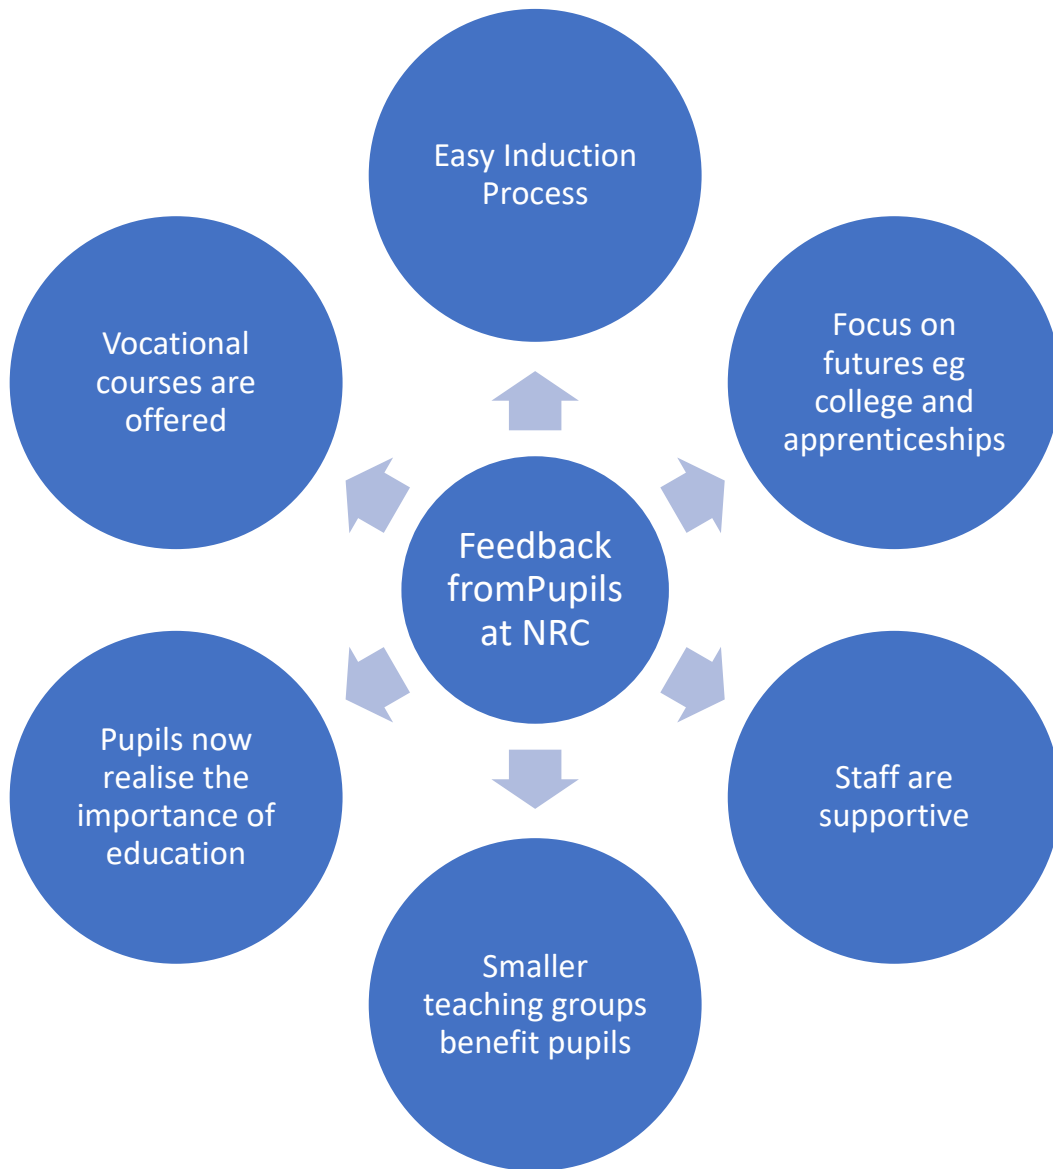 Easy Induction
Process
Focus on
futures eg
college and
apprenticeships
Staff are
supportive
Smaller
teaching groups
benefit pupils
Pupils now
realise the
importance of
education
Vocational
courses are
offered
Feedback
fromPupils
at NRC